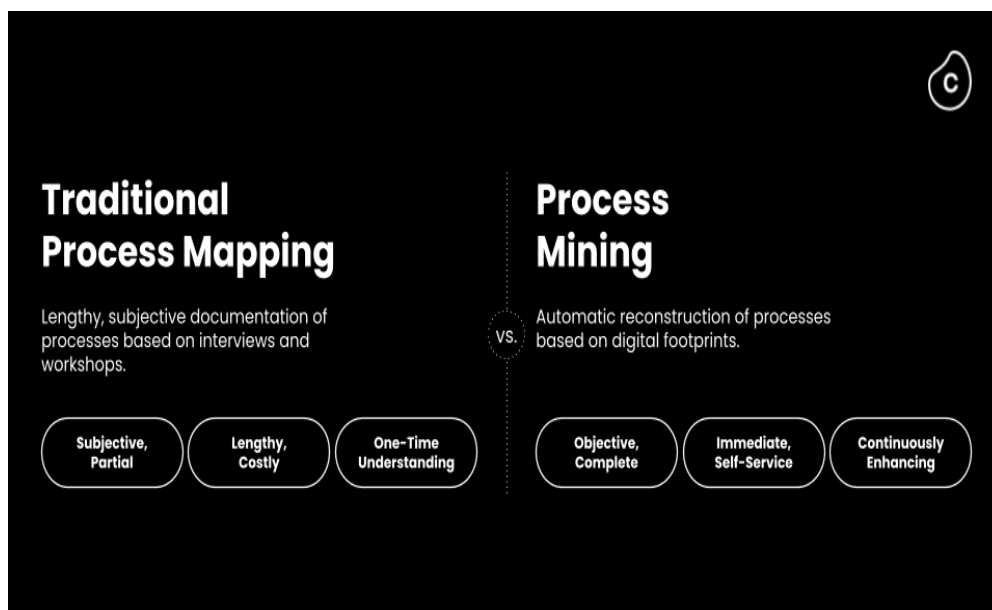 C
Traditional
Process Mapping
Lengthy, subjective documentation of
processes based on interviews and
workshops.
Subjective,
Partial
Lengthy,
Costly
One-Time
Understanding
vs.
Process
Mining
Automatic reconstruction of processes
based on digital footprints.
Objective,
Complete
Immediate,
Self-Service
Continuously
Enhancing